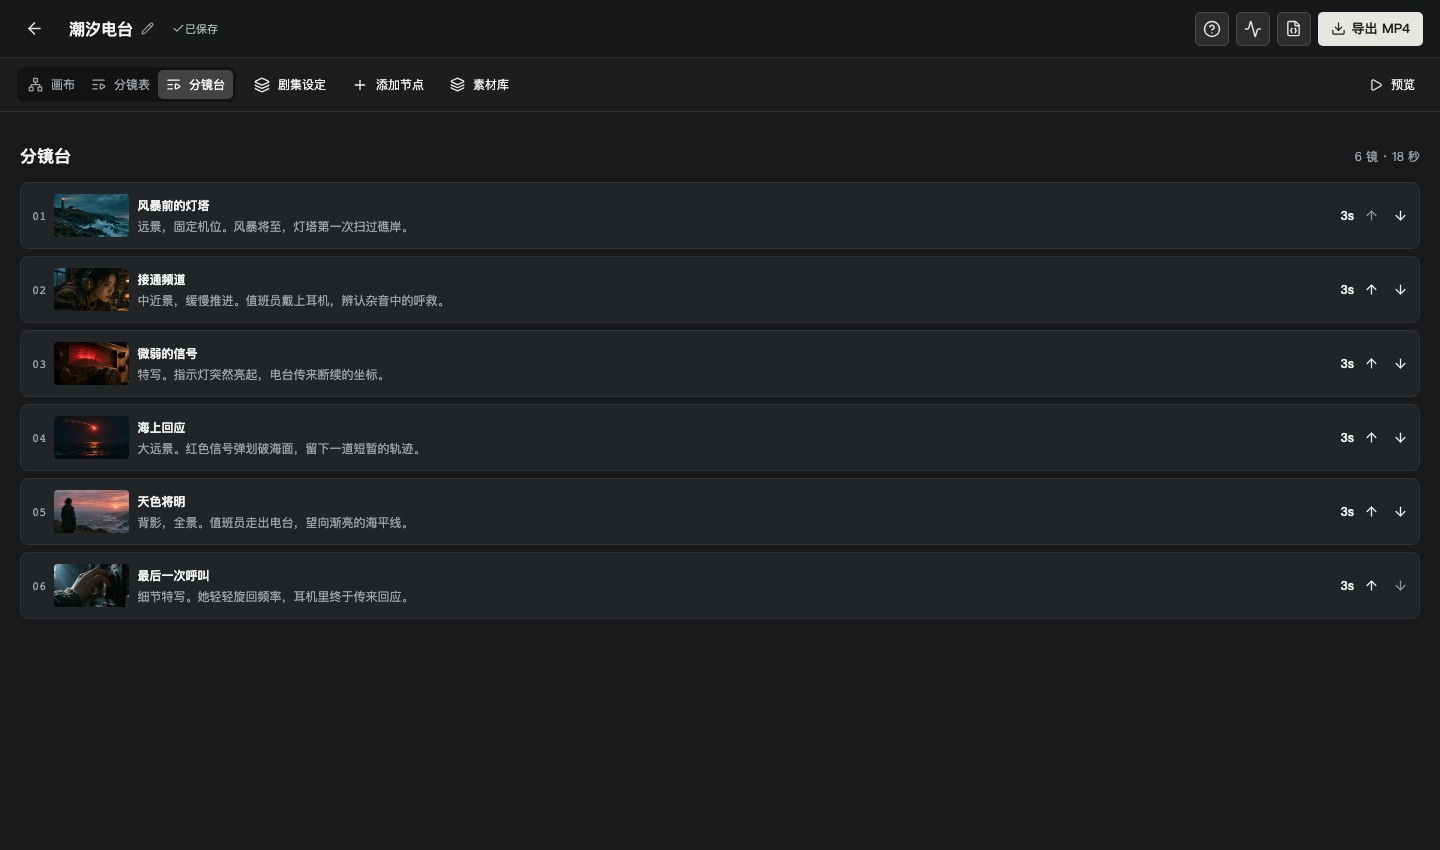 潮汐电台
已保存
导出 MP4
画布
分镜表
分镜台
剧集设定
添加节点
素材库
预览
分镜台
6 镜 · 18 秒
01
风暴前的灯塔
远景，固定机位。风暴将至，灯塔第一次扫过礁岸。
3s
02
接通频道
中近景，缓慢推进。值班员戴上耳机，辨认杂音中的呼救。
3s
03
微弱的信号
特写。指示灯突然亮起，电台传来断续的坐标。
3s
04
海上回应
大远景。红色信号弹划破海面，留下一道短暂的轨迹。
3s
05
天色将明
背影，全景。值班员走出电台，望向渐亮的海平线。
3s
06
最后一次呼叫
细节特写。她轻轻旋回频率，耳机里终于传来回应。
3s